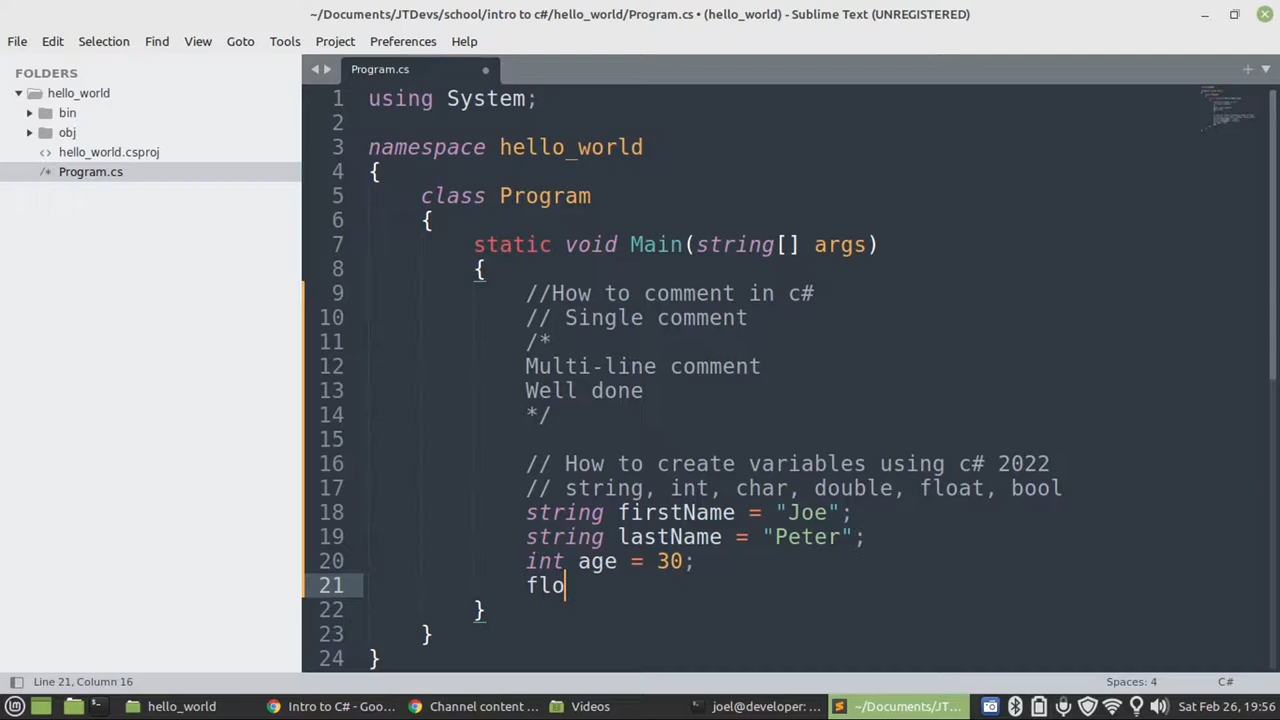 ~/Documents/JTDevs/school/intro to c#/hello_world/Program.cs • (hello_world) - Sublime Text (UNREGISTERED)
File Edit Selection Find View Goto Tools Project Preferences Help
FOLDERS
hello_world
bin
obj
<> hello_world.csproj
/* Program.cs
Program.cs
1 using System;
2
3 namespace hello_world
4 {
5 class Program
6 {
7 static void Main(string[] args)
8 {
9 //How to comment in c#
10 // Single comment
11 /*
12 Multi-line comment
13 Well done
14 */
15
16 // How to create variables using c# 2022
17 // string, int, char, double, float, bool
18 string firstName = "Joe";
19 string lastName = "Peter";
20 int age = 30;
21 flo
22 }
23 }
24 }
Line 21, Column 16 Spaces: 4 C#
hello_world Intro to C# - Goo... Channel content ... Videos joel@developer: ... ~/Documents/JT... Sat Feb 26, 19:56